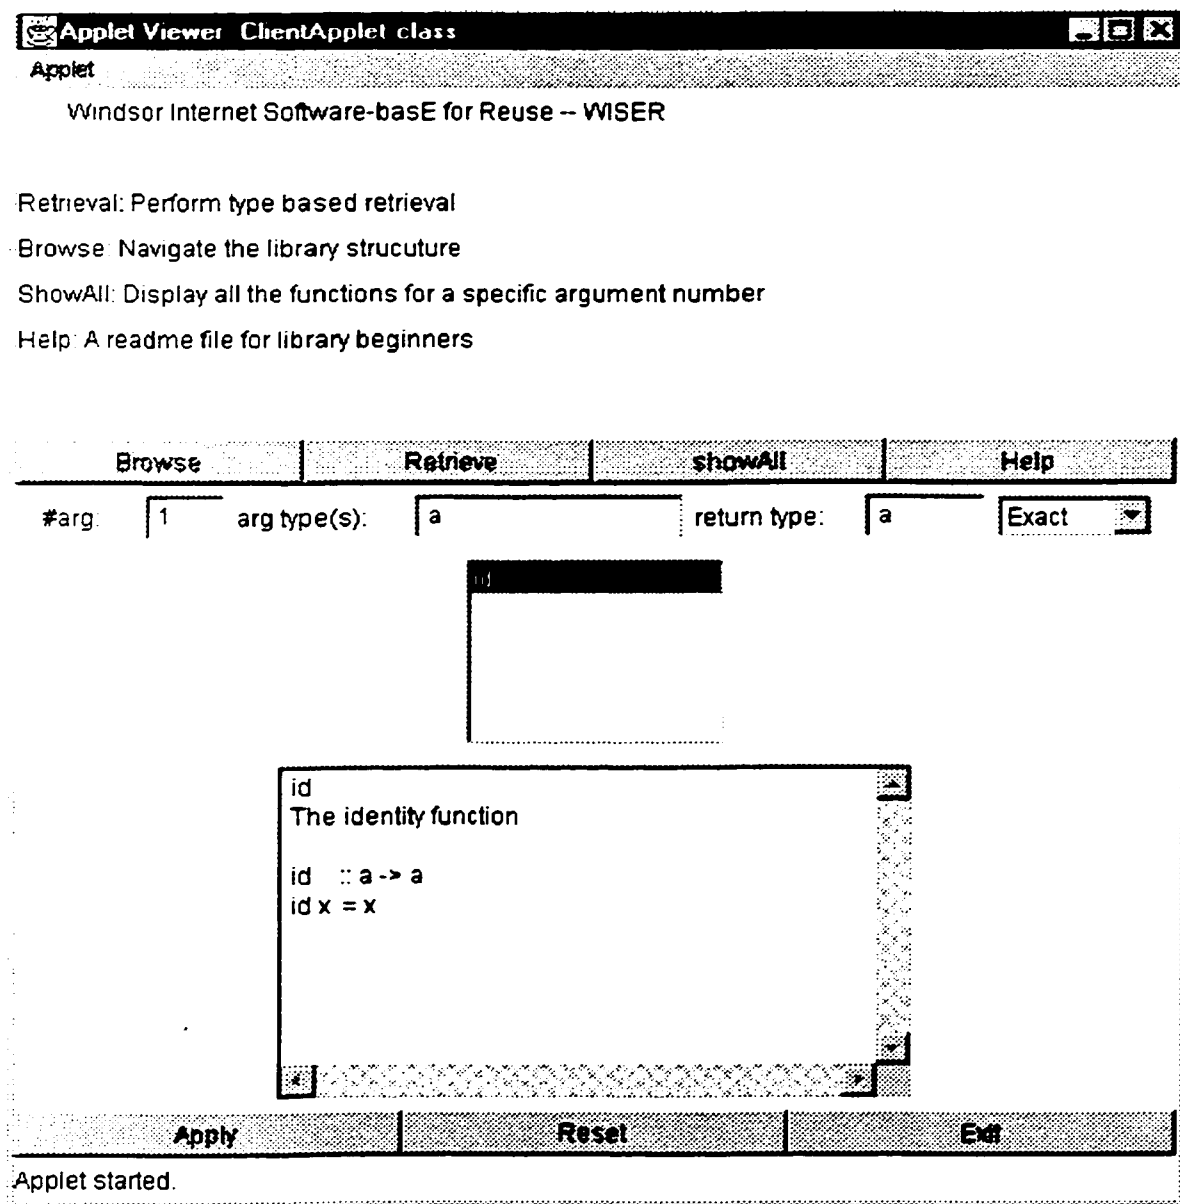 Applet Viewer ClientApplet class
Applet
Windsor Internet Software-basE for Reuse -- WISER
Retrieval: Perform type based retrieval
Browse: Navigate the library strucuture
ShowAll: Display all the functions for a specific argument number
Help: A readme file for library beginners
Browse Retrieve showAll Help
#arg: 1 arg type(s): a return type: a Exact
id
id
The identity function
id :: a -> a
id x = x
Apply Reset Exit
Applet started.